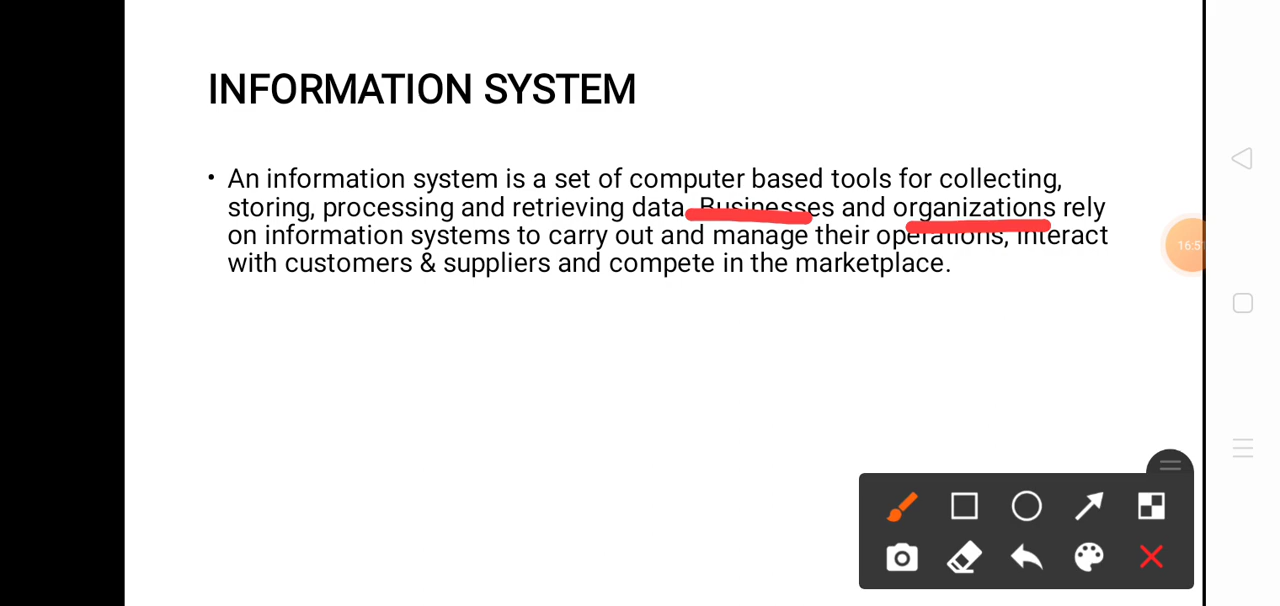 INFORMATION SYSTEM
• An information system is a set of computer based tools for collecting,
storing, processing and retrieving data. Businesses and organizations rely
on information systems to carry out and manage their operations, interact
with customers & suppliers and compete in the marketplace.